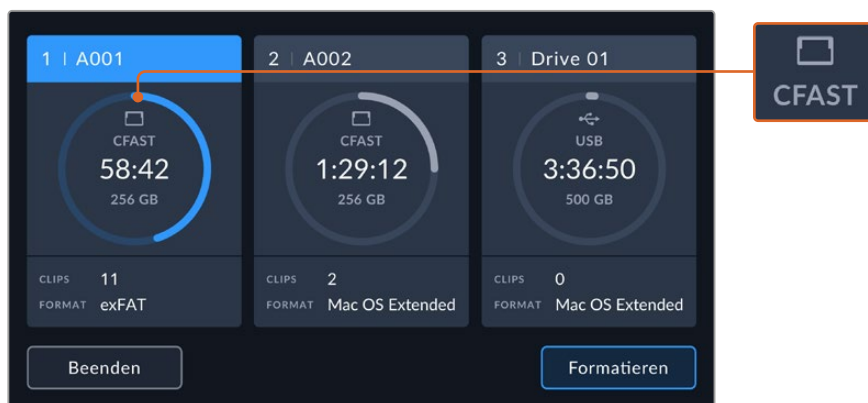 1 | A001
CFAST
58:42
256 GB
CLIPS 11
FORMAT exFAT
2 | A002
CFAST
1:29:12
256 GB
CLIPS 2
FORMAT Mac OS Extended
3 | Drive 01
USB
3:36:50
500 GB
CLIPS 0
FORMAT Mac OS Extended
CFAST
Beenden
Formatieren